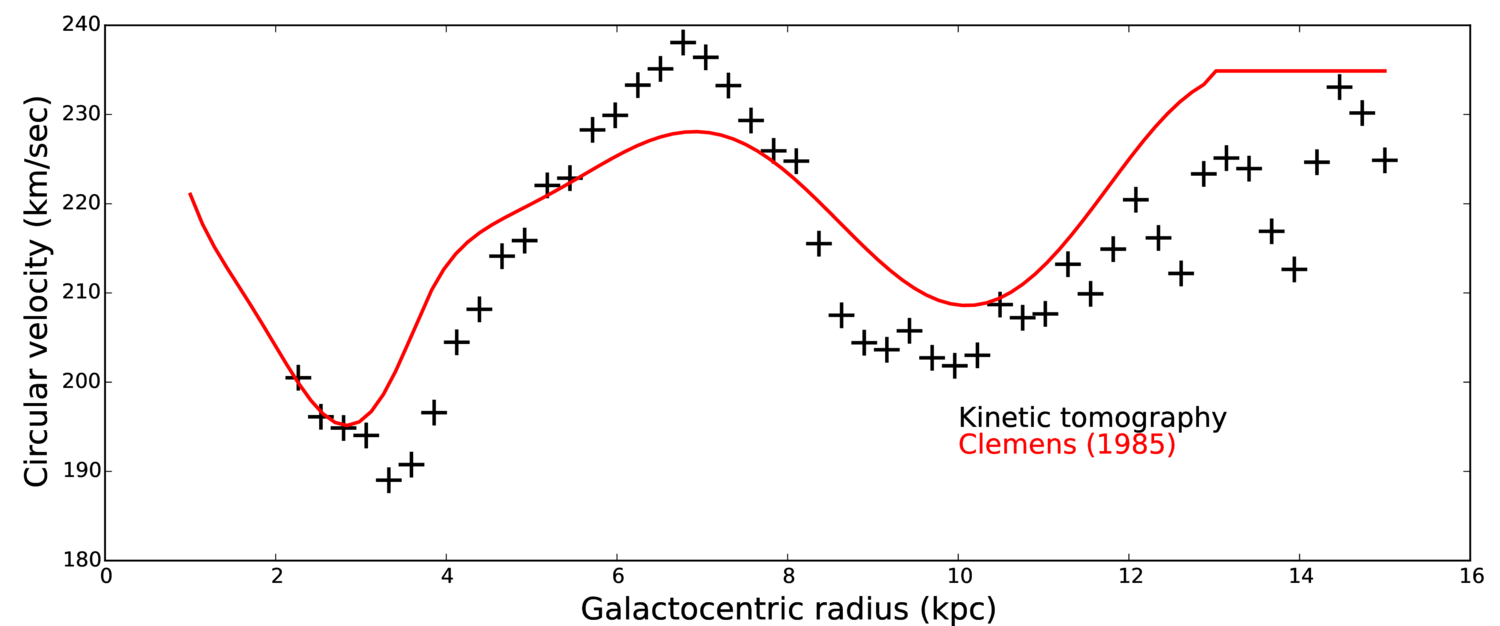 240
230
220
210
200
190
180
Circular velocity (km/sec)
Kinetic tomography
Clemens (1985)
0 2 4 6 8 10 12 14 16
Galactocentric radius (kpc)